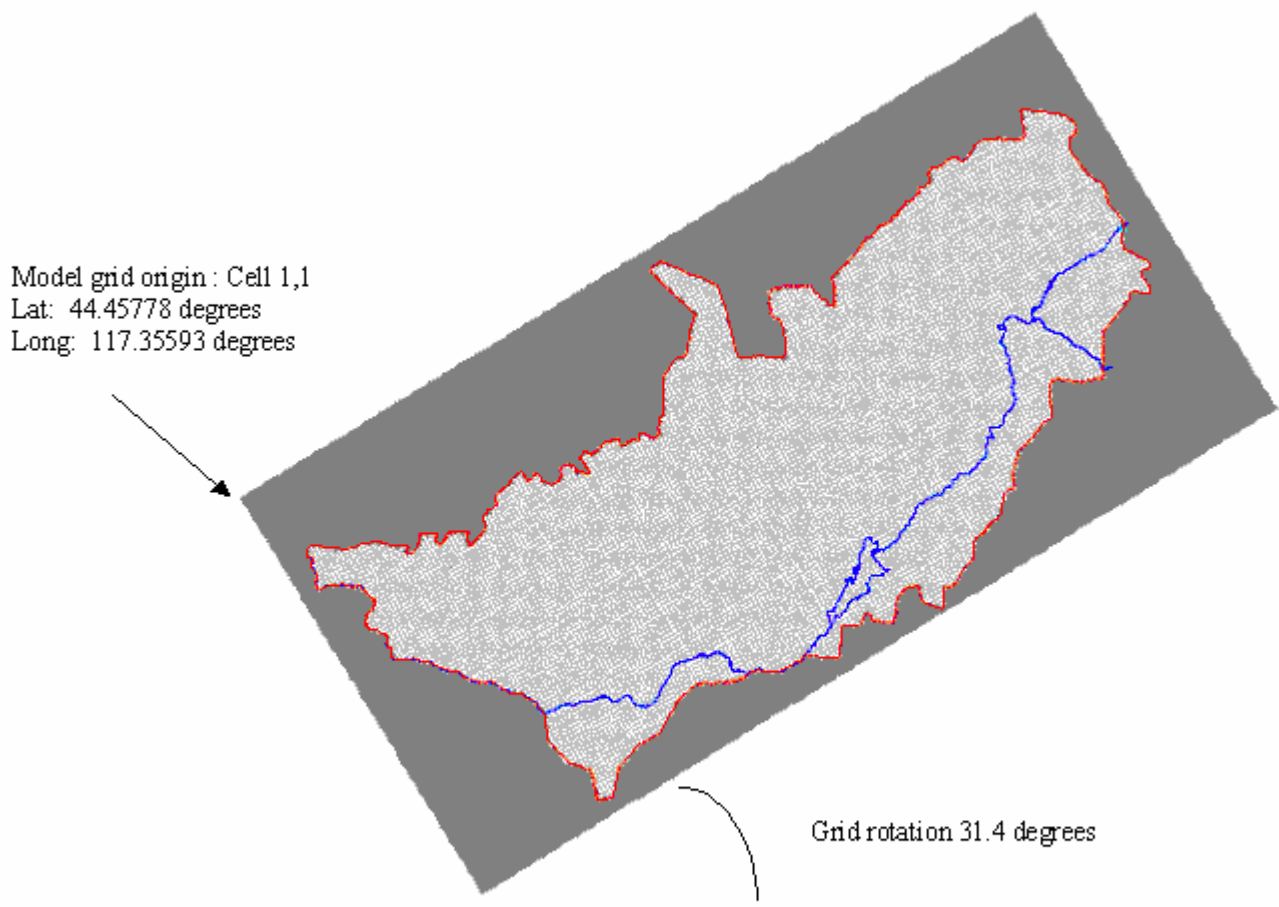 Model grid origin : Cell 1,1
Lat:  44.45778 degrees
Long:  117.35593 degrees
Grid rotation 31.4 degrees